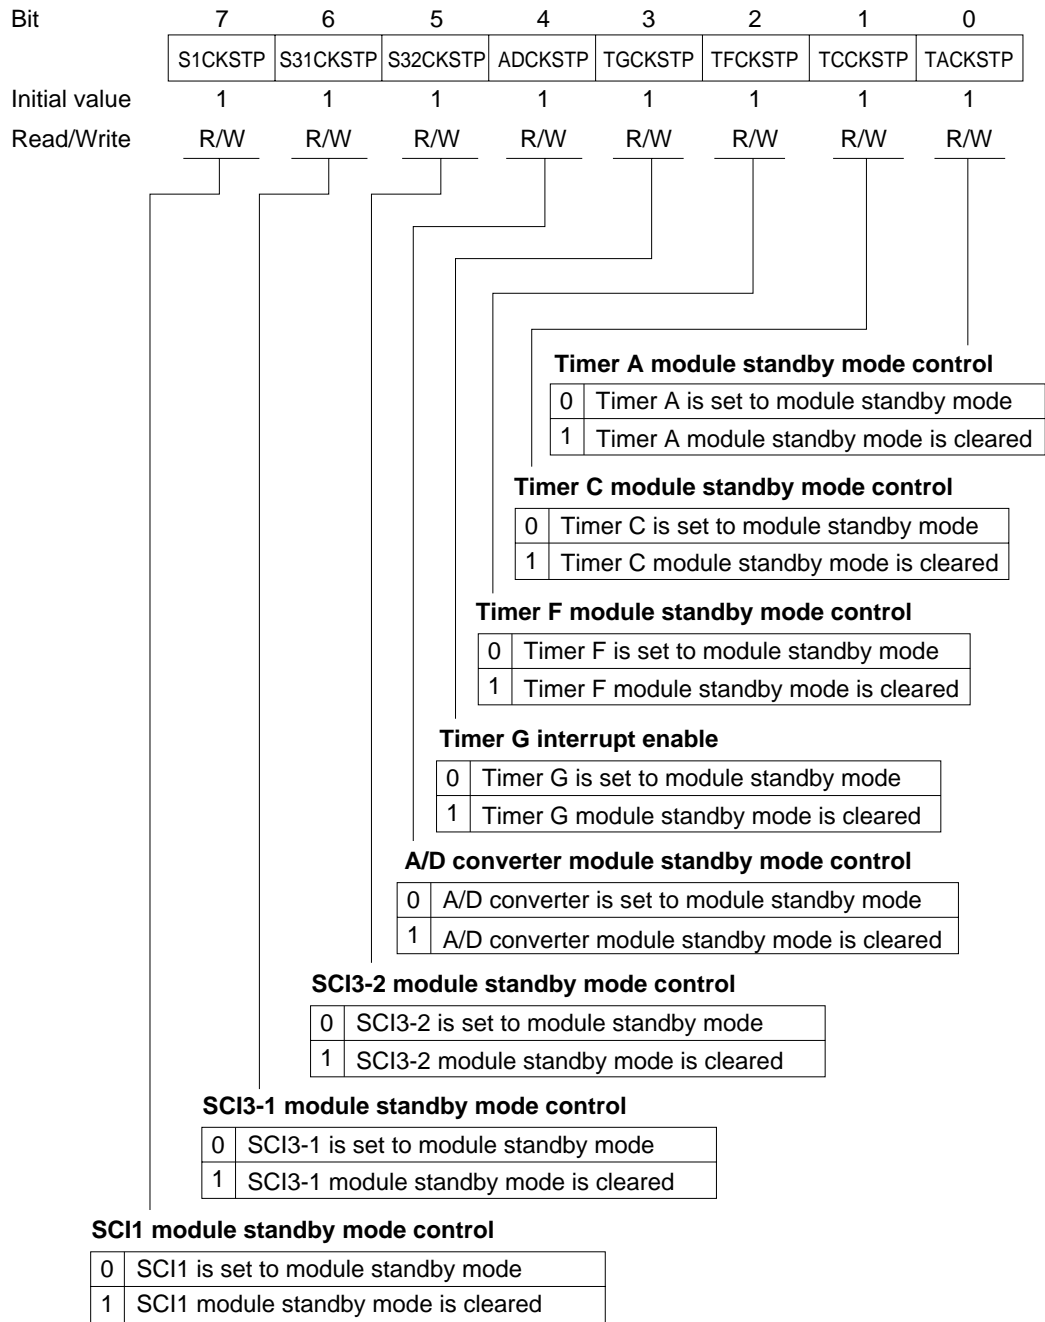 Bit 7 6 5 4 3 2 1 0
S1CKSTP S31CKSTP S32CKSTP ADCKSTP TGCKSTP TFCKSTP TCCKSTP TACKSTP
Initial value 1 1 1 1 1 1 1 1
Read/Write R/W R/W R/W R/W R/W R/W R/W R/W
Timer A module standby mode control
0 Timer A is set to module standby mode
1 Timer A module standby mode is cleared
Timer C module standby mode control
0 Timer C is set to module standby mode
1 Timer C module standby mode is cleared
Timer F module standby mode control
0 Timer F is set to module standby mode
1 Timer F module standby mode is cleared
Timer G interrupt enable
0 Timer G is set to module standby mode
1 Timer G module standby mode is cleared
A/D converter module standby mode control
0 A/D converter is set to module standby mode
1 A/D converter module standby mode is cleared
SCI3-2 module standby mode control
0 SCI3-2 is set to module standby mode
1 SCI3-2 module standby mode is cleared
SCI3-1 module standby mode control
0 SCI3-1 is set to module standby mode
1 SCI3-1 module standby mode is cleared
SCI1 module standby mode control
0 SCI1 is set to module standby mode
1 SCI1 module standby mode is cleared